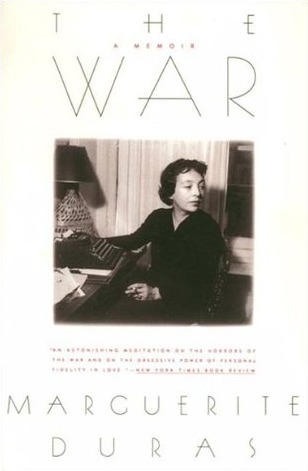 THE
A MEMOIR
WAR
"AN ASTONISHING MEDITATION ON THE HORRORS OF
THE WAR AND ON THE OBSESSIVE POWER OF PERSONAL
FIDELITY IN LOVE."—NEW YORK TIMES BOOK REVIEW
MARGUERITE
DURAS